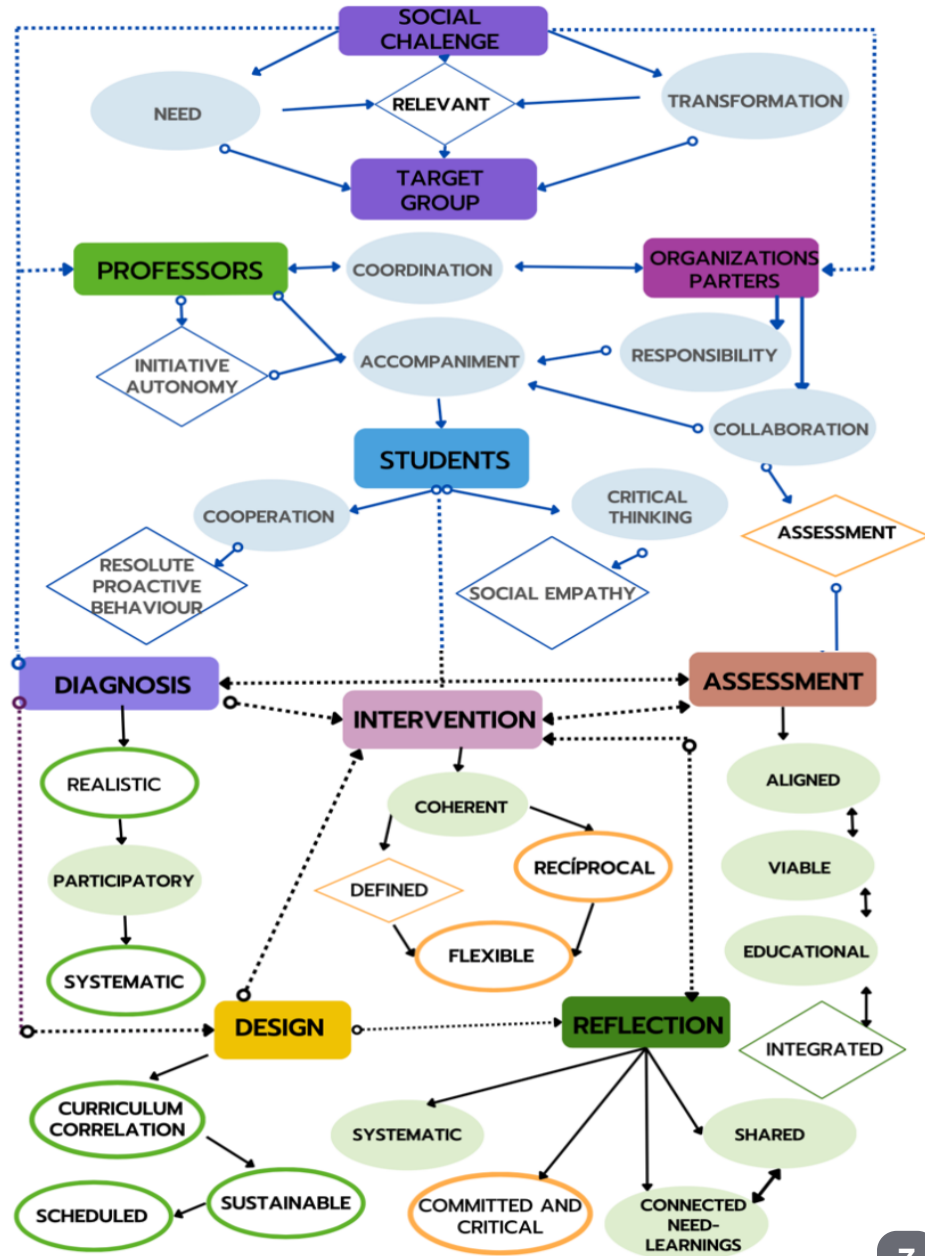 SOCIAL
CHALENGE
NEED
RELEVANT
TRANSFORMATION
TARGET
GROUP
PROFESSORS
COORDINATION
ORGANIZATIONS
PARTERS
INITIATIVE
AUTONOMY
ACCOMPANIMENT
RESPONSIBILITY
COLLABORATION
STUDENTS
COOPERATION
CRITICAL
THINKING
ASSESSMENT
RESOLUTE
PROACTIVE
BEHAVIOUR
SOCIAL EMPATHY
DIAGNOSIS
ASSESSMENT
INTERVENTION
REALISTIC
COHERENT
ALIGNED
PARTICIPATORY
DEFINED
RECÍPROCAL
VIABLE
SYSTEMATIC
FLEXIBLE
EDUCATIONAL
DESIGN
REFLECTION
INTEGRATED
CURRICULUM
CORRELATION
SYSTEMATIC
SHARED
SCHEDULED
SUSTAINABLE
COMMITTED AND
CRITICAL
CONNECTED
NEED-
LEARNINGS